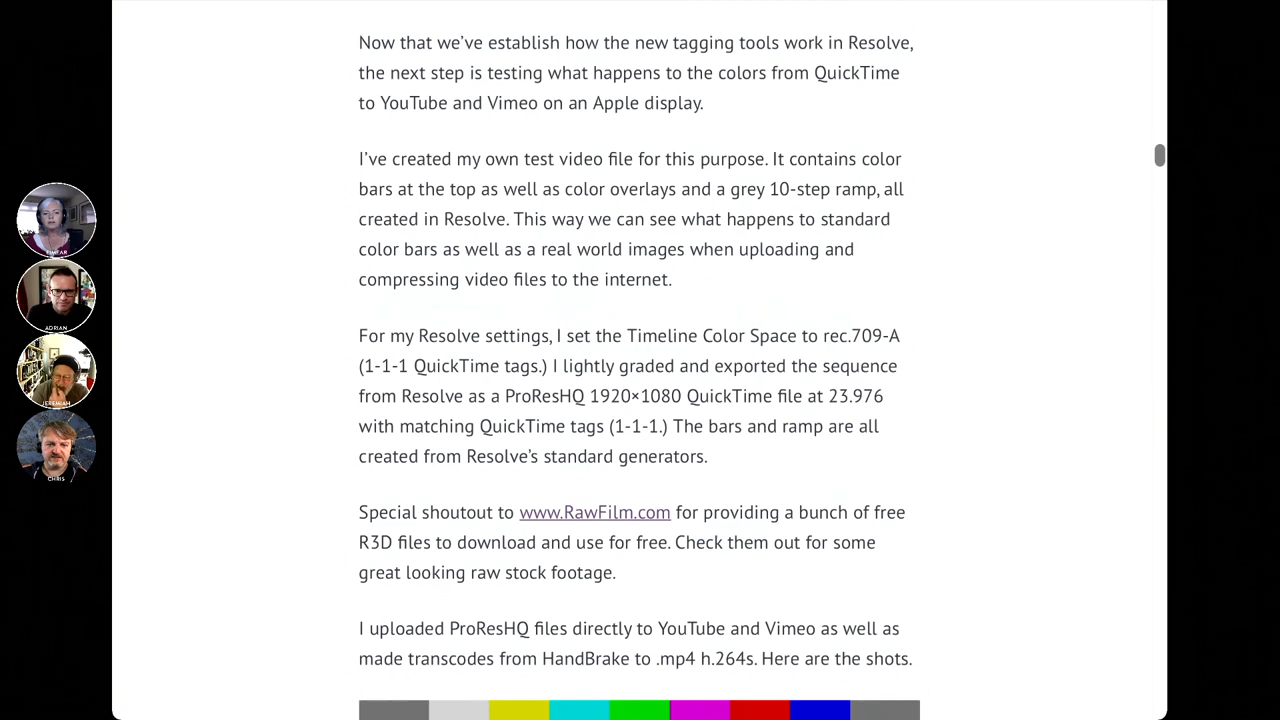 Now that we’ve establish how the new tagging tools work in Resolve,
the next step is testing what happens to the colors from QuickTime
to YouTube and Vimeo on an Apple display.
I’ve created my own test video file for this purpose. It contains color
bars at the top as well as color overlays and a grey 10-step ramp, all
created in Resolve. This way we can see what happens to standard
color bars as well as a real world images when uploading and
compressing video files to the internet.
For my Resolve settings, I set the Timeline Color Space to rec.709-A
(1-1-1 QuickTime tags.) I lightly graded and exported the sequence
from Resolve as a ProResHQ 1920×1080 QuickTime file at 23.976
with matching QuickTime tags (1-1-1.) The bars and ramp are all
created from Resolve’s standard generators.
Special shoutout to www.RawFilm.com for providing a bunch of free
R3D files to download and use for free. Check them out for some
great looking raw stock footage.
I uploaded ProResHQ files directly to YouTube and Vimeo as well as
made transcodes from HandBrake to .mp4 h.264s. Here are the shots.
ADRIAN
JEREMIAH
CHRIS